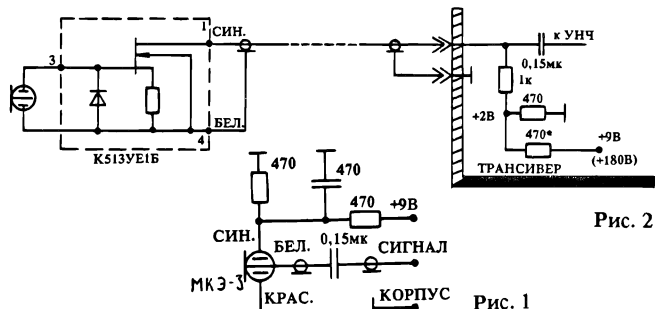 1 СИН.
к УНЧ
3
0,15мк
1к
+2В
470
470*
+9В
(+180В)
4
БЕЛ.
К513УЕ1Б
ТРАНСИВЕР
Рис. 2
470
470
470
+9В
СИН.
БЕЛ.
0,15мк
СИГНАЛ
МКЭ-3
КРАС.
КОРПУС
Рис. 1